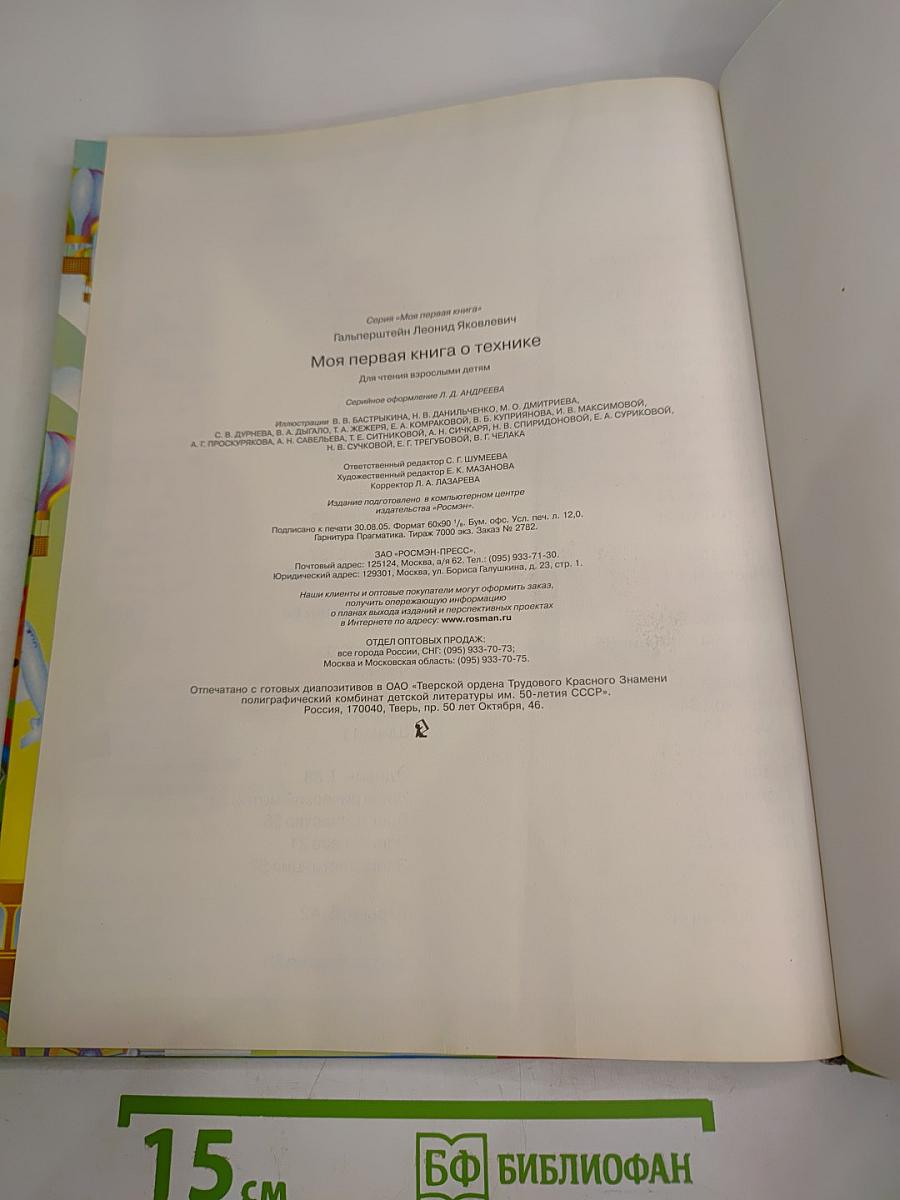 Серия «Моя первая книга»
Гальперштейн Леонид Яковлевич
Моя первая книга о технике
Для чтения взрослыми детям
Серийное оформление Л. Д. АНДРЕЕВА
Иллюстрации В. В. БАСТРЫКИНА, Н. В. ДАНИЛЬЧЕНКО, М. О. ДМИТРИЕВА,
С. В. ДУРНЕВА, В. А. ДЫГАЛО, Т. А. ЖЕЖЕРЯ, Е. А. КОМРАКОВОЙ, В. Б. КУПРИЯНОВА, И. В. МАКСИМОВОЙ,
А. Г. ПРОСКУРЯКОВА, А. Н. САВЕЛЬЕВА, Т. Е. СИТНИКОВОЙ, А. Н. СИЧКАРЯ, Н. В. СПИРИДОНОВОЙ, Е. А. СУРИКОВОЙ,
Н. В. СУЧКОВОЙ, Е. Г. ТРЕГУБОВОЙ, В. Г. ЧЕЛАКА
Ответственный редактор С. Г. ШУМЕЕВА
Художественный редактор Е. К. МАЗАНОВА
Корректор Л. А. ЛАЗАРЕВА
Издание подготовлено в компьютерном центре
издательства «Росмэн».
Подписано к печати 30.08.05. Формат 60х90 ¹/₈. Бум. офс. Усл. печ. л. 12,0.
Гарнитура Прагматика. Тираж 7000 экз. Заказ № 2782.
ЗАО «РОСМЭН-ПРЕСС».
Почтовый адрес: 125124, Москва, а/я 62. Тел.: (095) 933-71-30.
Юридический адрес: 129301, Москва, ул. Бориса Галушкина, д. 23, стр. 1.
Наши клиенты и оптовые покупатели могут оформить заказ,
получить опережающую информацию
о планах выхода изданий и перспективных проектах
в Интернете по адресу: www.rosman.ru
ОТДЕЛ ОПТОВЫХ ПРОДАЖ:
все города России, СНГ: (095) 933-70-73;
Москва и Московская область: (095) 933-70-75.
Отпечатано с готовых диапозитивов в ОАО «Тверской ордена Трудового Красного Знамени
полиграфический комбинат детской литературы им. 50-летия СССР».
Россия, 170040, Тверь, пр. 50 лет Октября, 46.
15 см
БФ БИБЛИОФАН